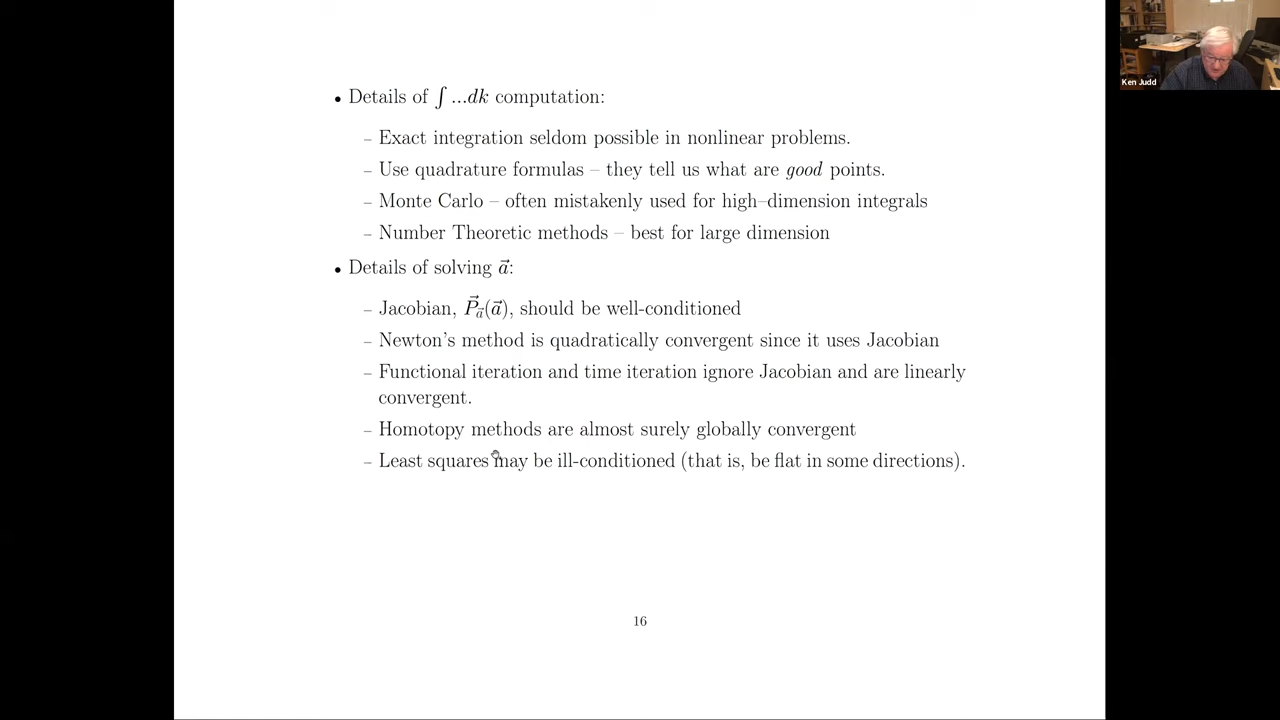 • Details of ∫ ...dk computation:
– Exact integration seldom possible in nonlinear problems.
– Use quadrature formulas – they tell us what are good points.
– Monte Carlo – often mistakenly used for high–dimension integrals
– Number Theoretic methods – best for large dimension
• Details of solving a⃗:
– Jacobian, P⃗_a⃗(a⃗), should be well-conditioned
– Newton's method is quadratically convergent since it uses Jacobian
– Functional iteration and time iteration ignore Jacobian and are linearly
convergent.
– Homotopy methods are almost surely globally convergent
– Least squares may be ill-conditioned (that is, be flat in some directions).
16
Ken Judd